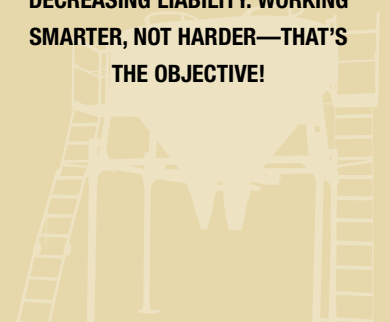 DECREASING LIABILITY. WORKING
SMARTER, NOT HARDER—THAT'S
THE OBJECTIVE!